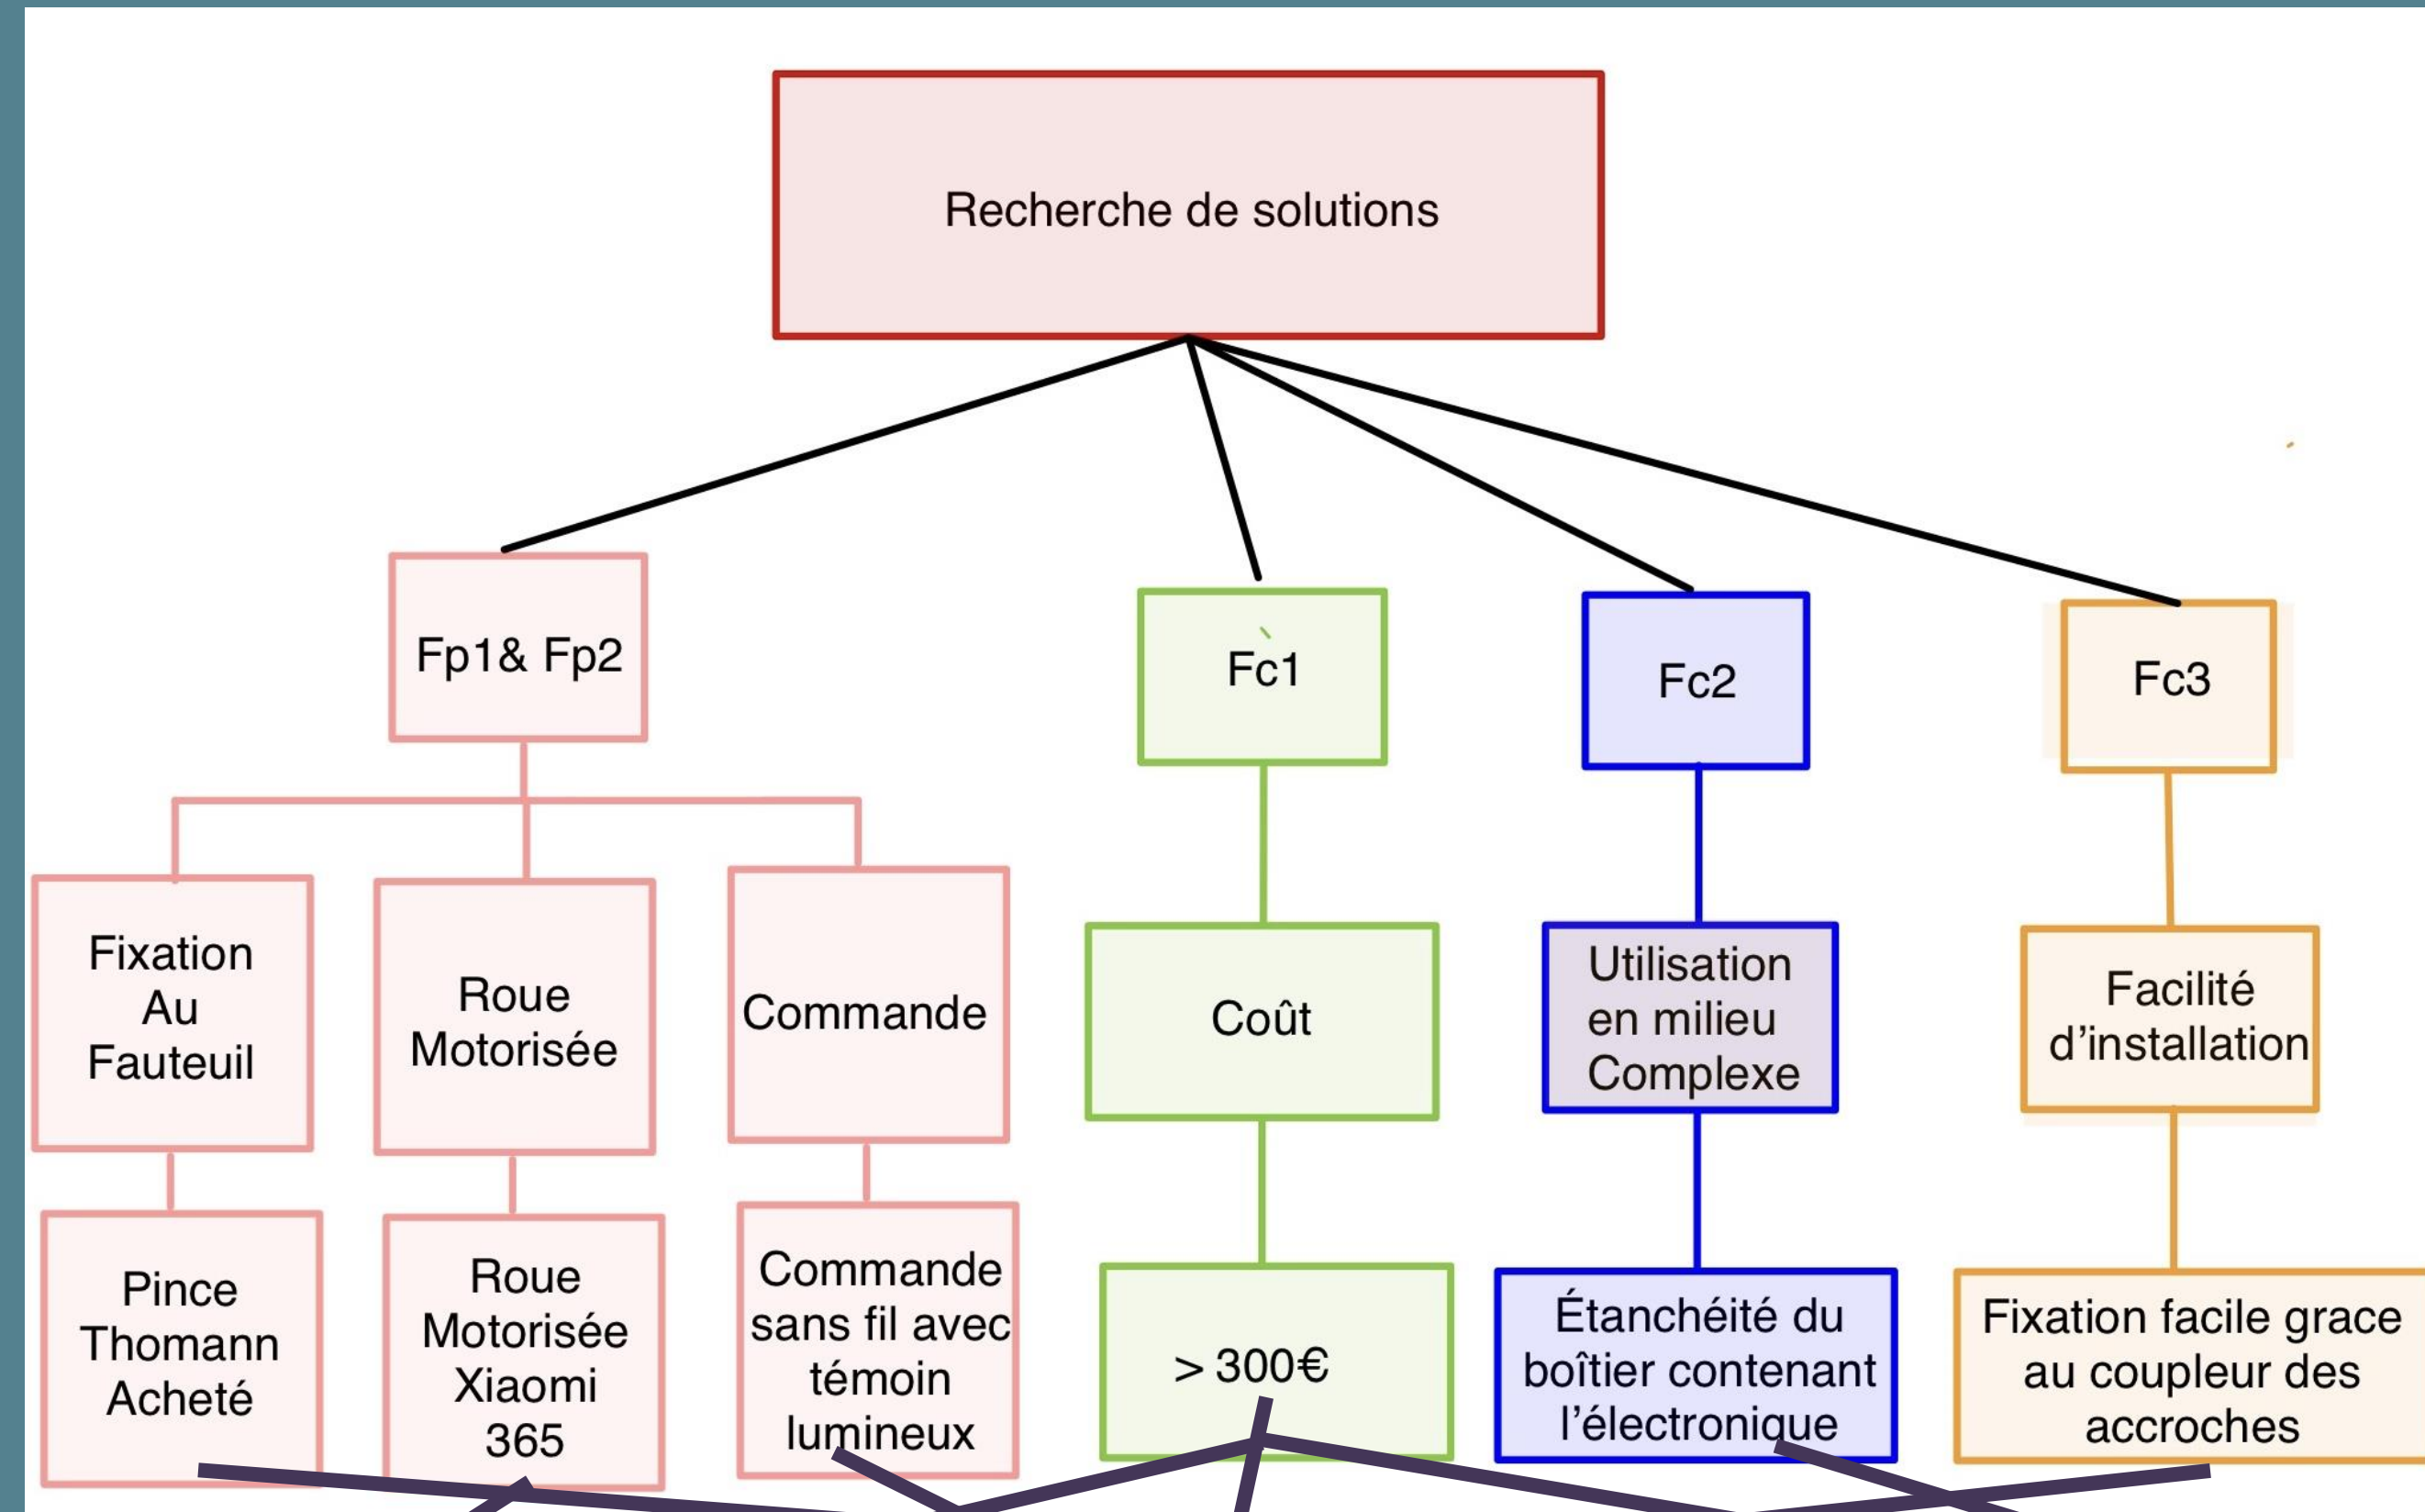 Recherche de solutions
Fp1& Fp2
Fc1
Fc2
Fc3
Fixation
Au
Fauteuil
Roue
Motorisée
Commande
Coût
Utilisation
en milieu
Complexe
Facilité
d’installation
Pince
Thomann
Acheté
Roue
Motorisée
Xiaomi
365
Commande
sans fil avec
témoin
lumineux
> 300€
Étanchéité du
boîtier contenant
l’électronique
Fixation facile grace
au coupleur des
accroches